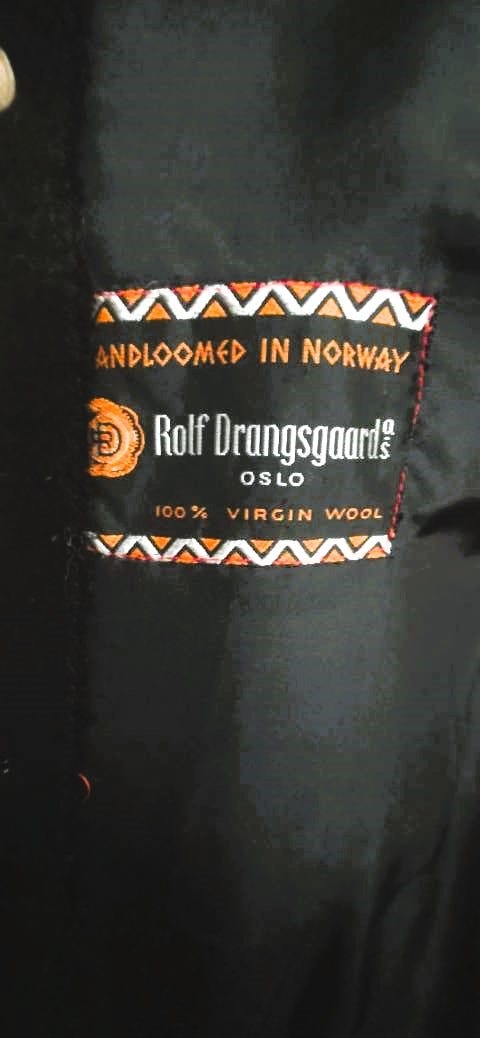 ANDLOOMED IN NORWAY
Rolf Drangsgaard a/s
OSLO
100% VIRGIN WOOL